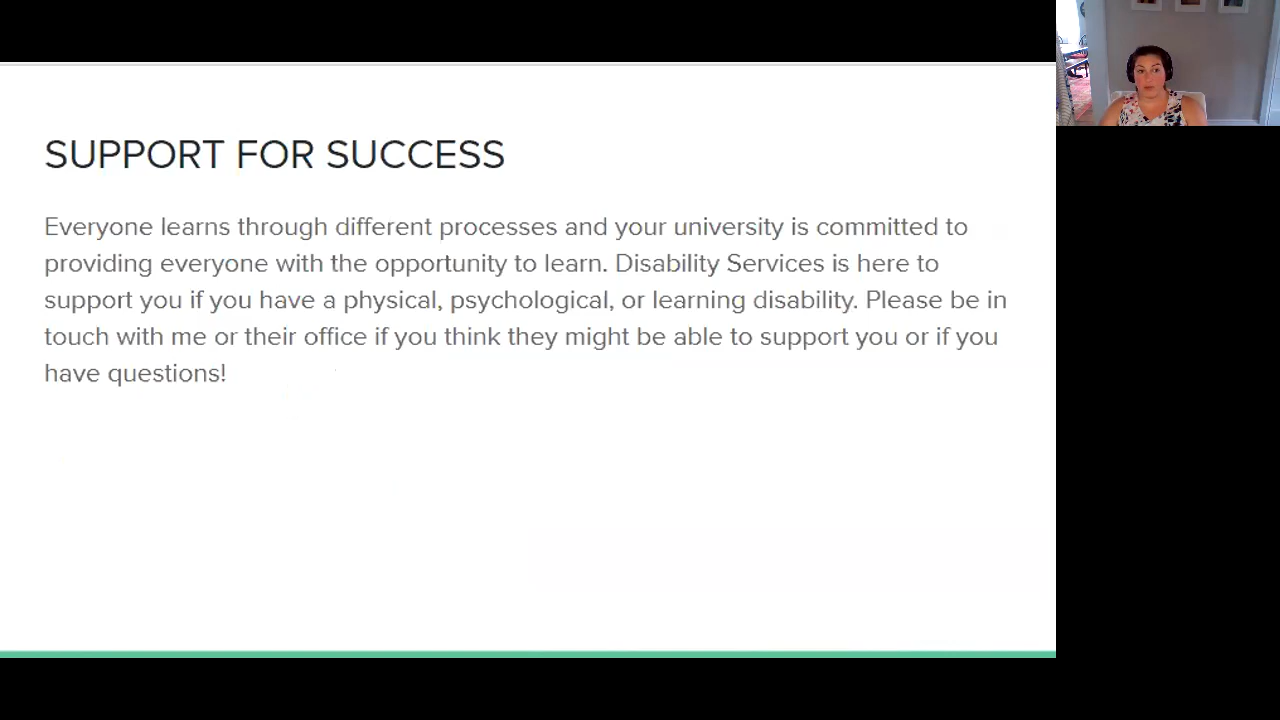 SUPPORT FOR SUCCESS
Everyone learns through different processes and your university is committed to
providing everyone with the opportunity to learn. Disability Services is here to
support you if you have a physical, psychological, or learning disability. Please be in
touch with me or their office if you think they might be able to support you or if you
have questions!